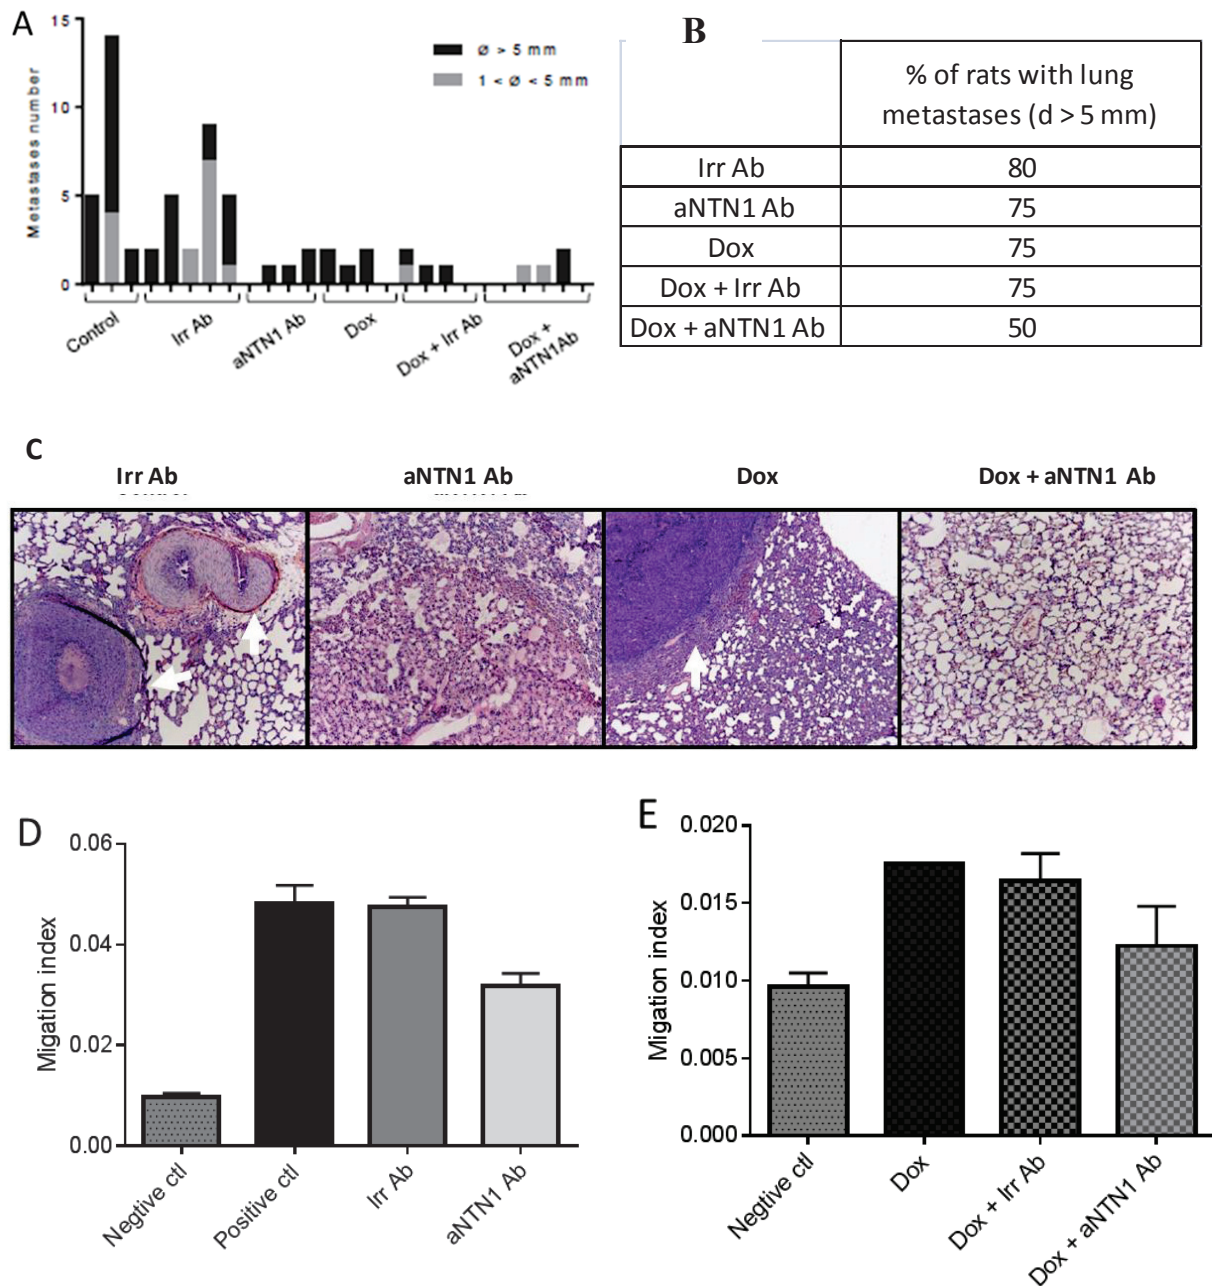 A
15
10
5
0
Metastases number
Ø > 5 mm
1 < Ø < 5 mm
Control
Irr Ab
aNTN1 Ab
Dox
Dox + Irr Ab
Dox +
aNTN1Ab
B
% of rats with lung
metastases (d > 5 mm)
Irr Ab 80
aNTN1 Ab 75
Dox 75
Dox + Irr Ab 75
Dox + aNTN1 Ab 50
C
Irr Ab aNTN1 Ab Dox Dox + aNTN1 Ab
D
0.06
0.04
0.02
0.00
Migation index
Negtive ctl
Positive ctl
Irr Ab
aNTN1 Ab
E
0.020
0.015
0.010
0.005
0.000
Migation index
Negtive ctl
Dox
Dox + Irr Ab
Dox + aNTN1 Ab